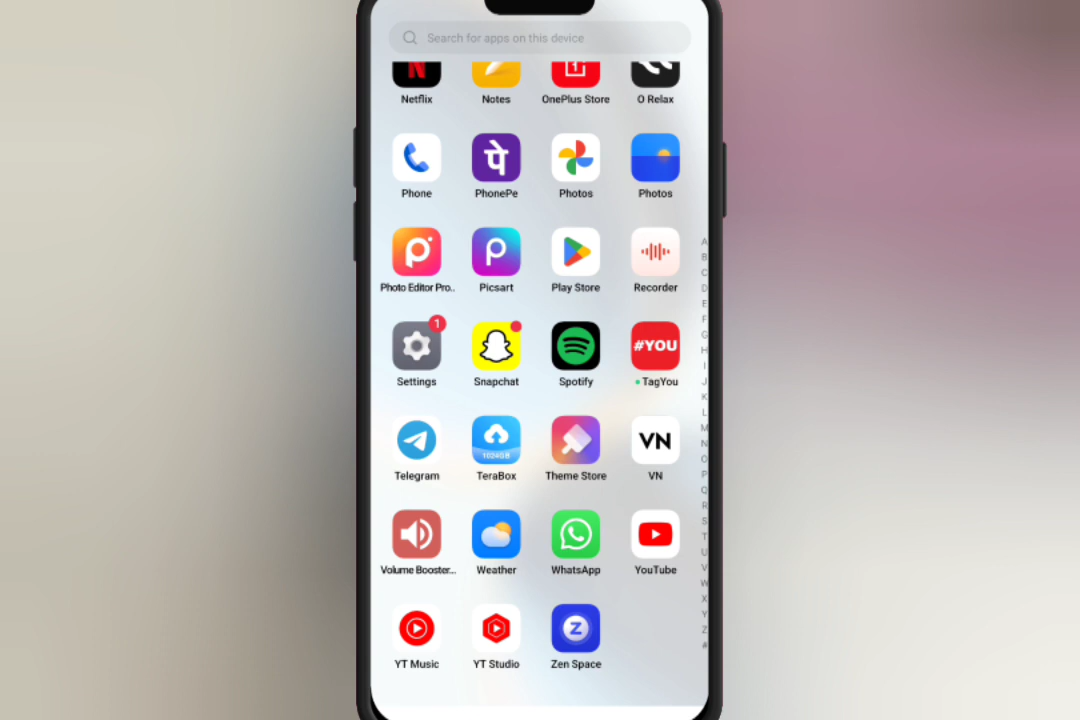 Search for apps on this device
Netflix
Notes
OnePlus Store
O Relax
Phone
पे
PhonePe
Photos
Photos
Photo Editor Pro..
Picsart
Play Store
Recorder
1
Settings
Snapchat
Spotify
#YOU
TagYou
Telegram
1024GB
TeraBox
Theme Store
VN
VN
Volume Booster...
Weather
WhatsApp
YouTube
YT Music
YT Studio
Z
Zen Space
A
B
C
D
E
F
G
H
I
J
K
L
M
N
O
P
Q
R
S
T
U
V
W
X
Y
Z
#